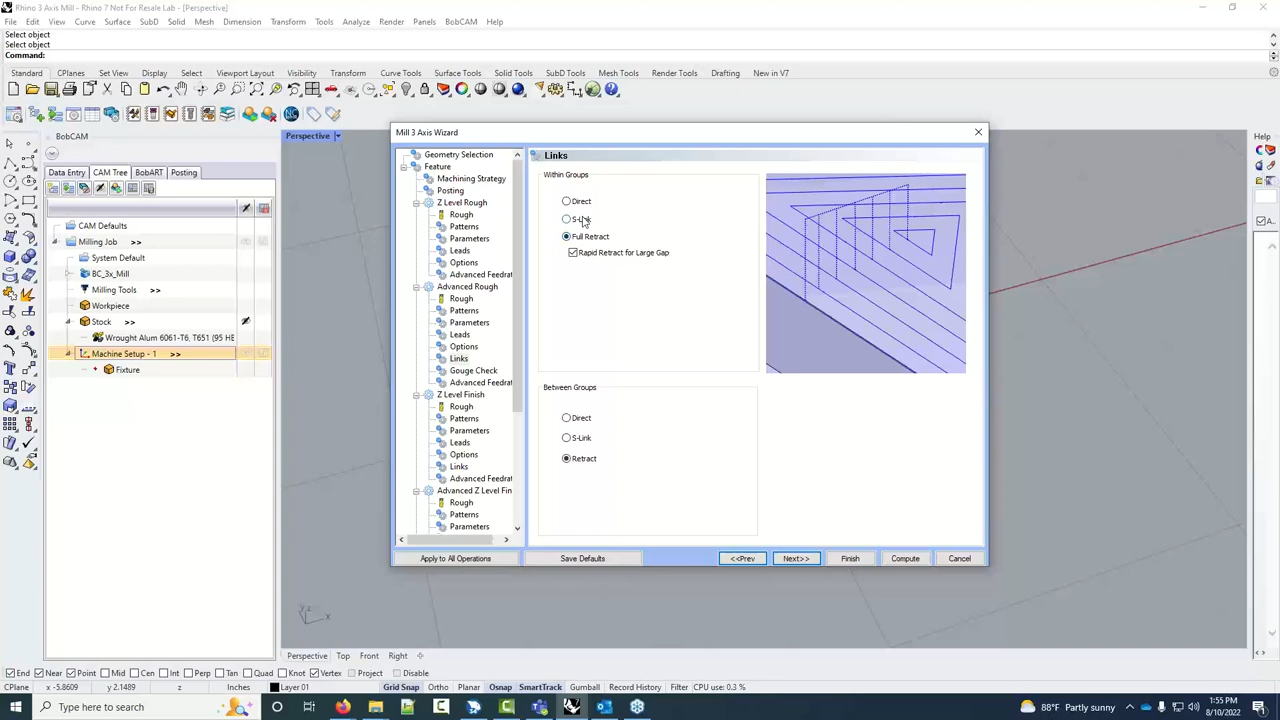 Rhino 3 Axis Mill - Rhino 7 Not For Resale Lab - [Perspective]
File Edit View Curve Surface SubD Solid Mesh Dimension Transform Tools Analyze Render Panels BobCAM Help
Select object
Select object
Command:
Standard CPlanes Set View Display Select Viewport Layout Visibility Transform Curve Tools Surface Tools Solid Tools SubD Tools Mesh Tools Render Tools Drafting New in V7
BobCAM
Perspective
Help
Data Entry CAM Tree BobART Posting
CAM Defaults
Milling Job >>
System Default
BC_3x_Mill
Milling Tools >>
Workpiece
Stock >>
Wrought Alum 6061-T6, T651 (95 HE
Machine Setup - 1 >>
Fixture
Mill 3 Axis Wizard
Geometry Selection
Feature
Machining Strategy
Posting
Z Level Rough
Rough
Patterns
Parameters
Leads
Options
Advanced Feedrat
Advanced Rough
Rough
Patterns
Parameters
Leads
Options
Links
Gouge Check
Advanced Feedrat
Z Level Finish
Rough
Patterns
Parameters
Leads
Options
Links
Advanced Feedrat
Advanced Z Level Fin
Rough
Patterns
Parameters
Links
Within Groups
Direct
S-Link
Full Retract
Rapid Retract for Large Gap
Between Groups
Direct
S-Link
Retract
Apply to All Operations Save Defaults <<Prev Next>> Finish Compute Cancel
A...
Perspective Top Front Right
End Near Point Mid Cen Int Perp Tan Quad Knot Vertex Project Disable
CPlane x -5.8609 y 2.1489 z Inches Layer 01 Grid Snap Ortho Planar Osnap SmartTrack Gumball Record History Filter CPU use: 0.3 %
Type here to search
88°F Partly sunny
1:55 PM
8/10/2022